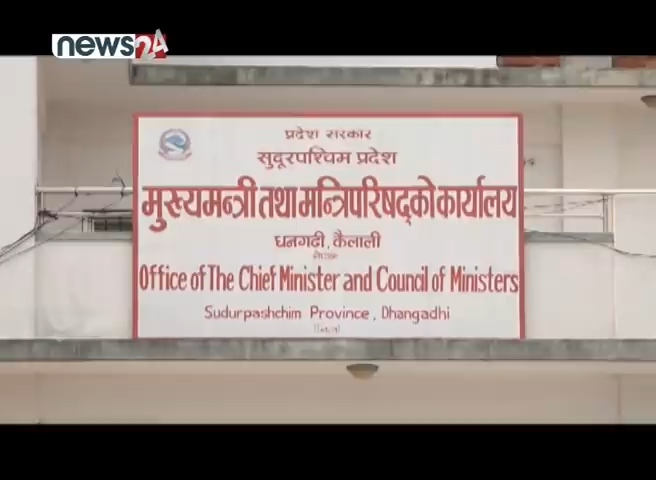 news24
प्रदेश सरकार
सुदूरपश्चिम प्रदेश
मुख्यमन्त्री तथा मन्त्रिपरिषद्को कार्यालय
धनगढी, कैलाली
नेपाल
Office of The Chief Minister and Council of Ministers
Sudurpashchim Province, Dhangadhi